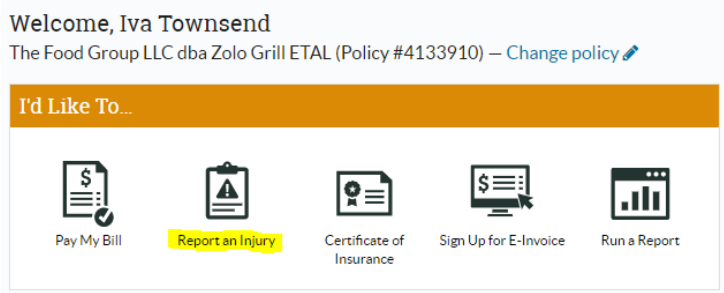 Welcome, Iva Townsend
The Food Group LLC dba Zolo Grill ETAL (Policy #4133910) — Change policy
I'd Like To...
Pay My Bill
Report an Injury
Certificate of
Insurance
Sign Up for E-Invoice
Run a Report